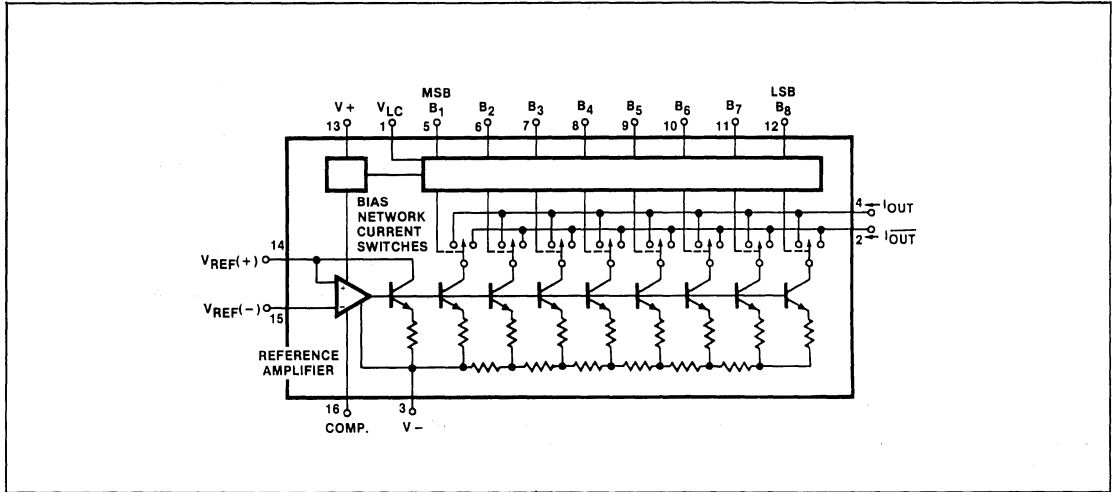 MSB LSB
V+ VLC B1 B2 B3 B4 B5 B6 B7 B8
13 1 5 6 7 8 9 10 11 12
BIAS
NETWORK
CURRENT
SWITCHES
4 IOUT
2 I̅O̅U̅T̅
14
VREF(+)
+
VREF(−)
−
15
REFERENCE
AMPLIFIER
16 3
COMP. V−